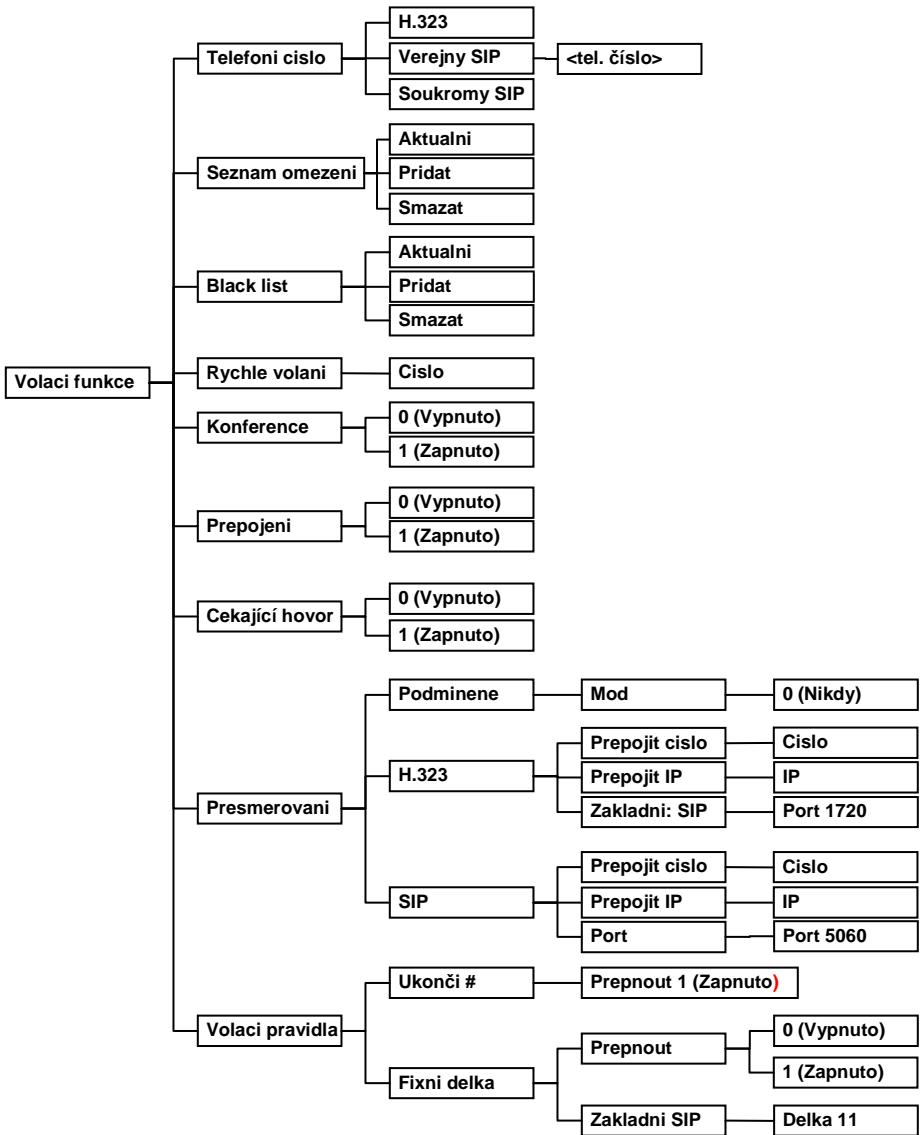 H.323
Telefoni cislo
Verejny SIP
<tel. číslo>
Soukromy SIP
Aktualni
Seznam omezeni
Pridat
Smazat
Aktualni
Black list
Pridat
Smazat
Volaci funkce
Rychle volani
Cislo
Konference
0 (Vypnuto)
1 (Zapnuto)
Prepojeni
0 (Vypnuto)
1 (Zapnuto)
Cekající hovor
0 (Vypnuto)
1 (Zapnuto)
Presmerovani
Podminene
Mod
0 (Nikdy)
H.323
Prepojit cislo
Cislo
Prepojit IP
IP
Zakladni: SIP
Port 1720
SIP
Prepojit cislo
Cislo
Prepojit IP
IP
Port
Port 5060
Volaci pravidla
Ukonči #
Prepnout 1 (Zapnuto)
Fixni delka
Prepnout
0 (Vypnuto)
1 (Zapnuto)
Zakladni SIP
Delka 11